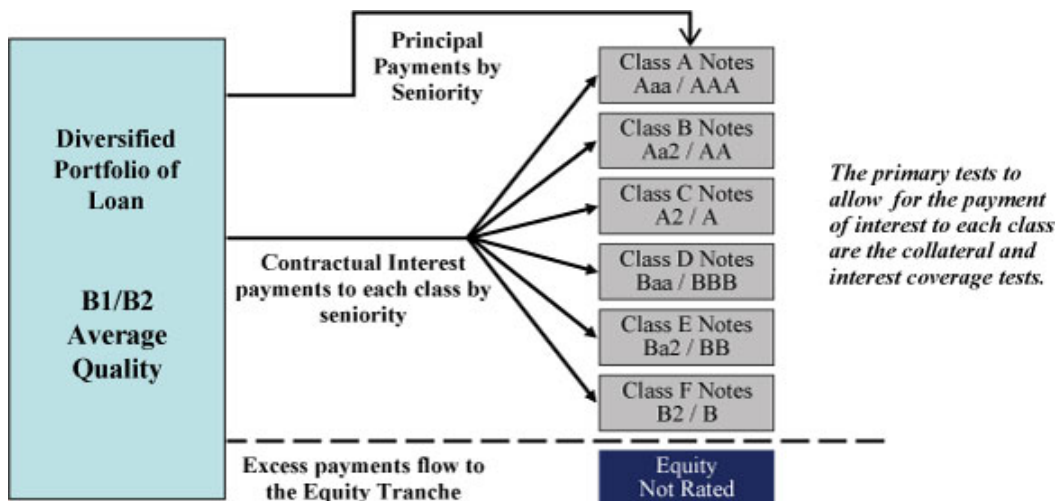 Diversified
Portfolio of
Loan
B1/B2
Average
Quality
Principal
Payments by
Seniority
Contractual Interest
payments to each class by
seniority
Excess payments flow to
the Equity Tranche
Class A Notes
Aaa / AAA
Class B Notes
Aa2 / AA
Class C Notes
A2 / A
Class D Notes
Baa / BBB
Class E Notes
Ba2 / BB
Class F Notes
B2 / B
Equity
Not Rated
The primary tests to
allow for the payment
of interest to each class
are the collateral and
interest coverage tests.